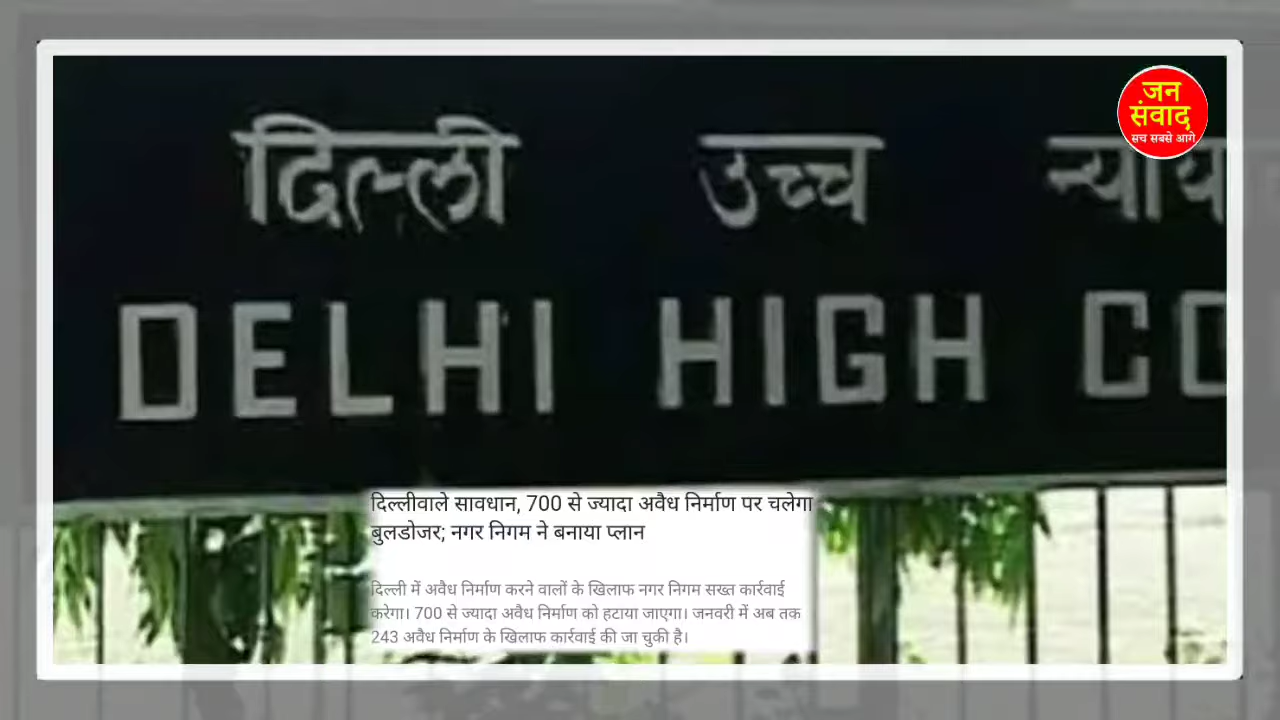 जन
संवाद
सच सबसे आगे
दिल्ली उच्च न्याय
DELHI HIGH CO
दिल्लीवाले सावधान, 700 से ज्यादा अवैध निर्माण पर चलेगा
बुलडोजर; नगर निगम ने बनाया प्लान
दिल्ली में अवैध निर्माण करने वालों के खिलाफ नगर निगम सख्त कार्रवाई
करेगा। 700 से ज्यादा अवैध निर्माण को हटाया जाएगा। जनवरी में अब तक
243 अवैध निर्माण के खिलाफ कार्रवाई की जा चुकी है।